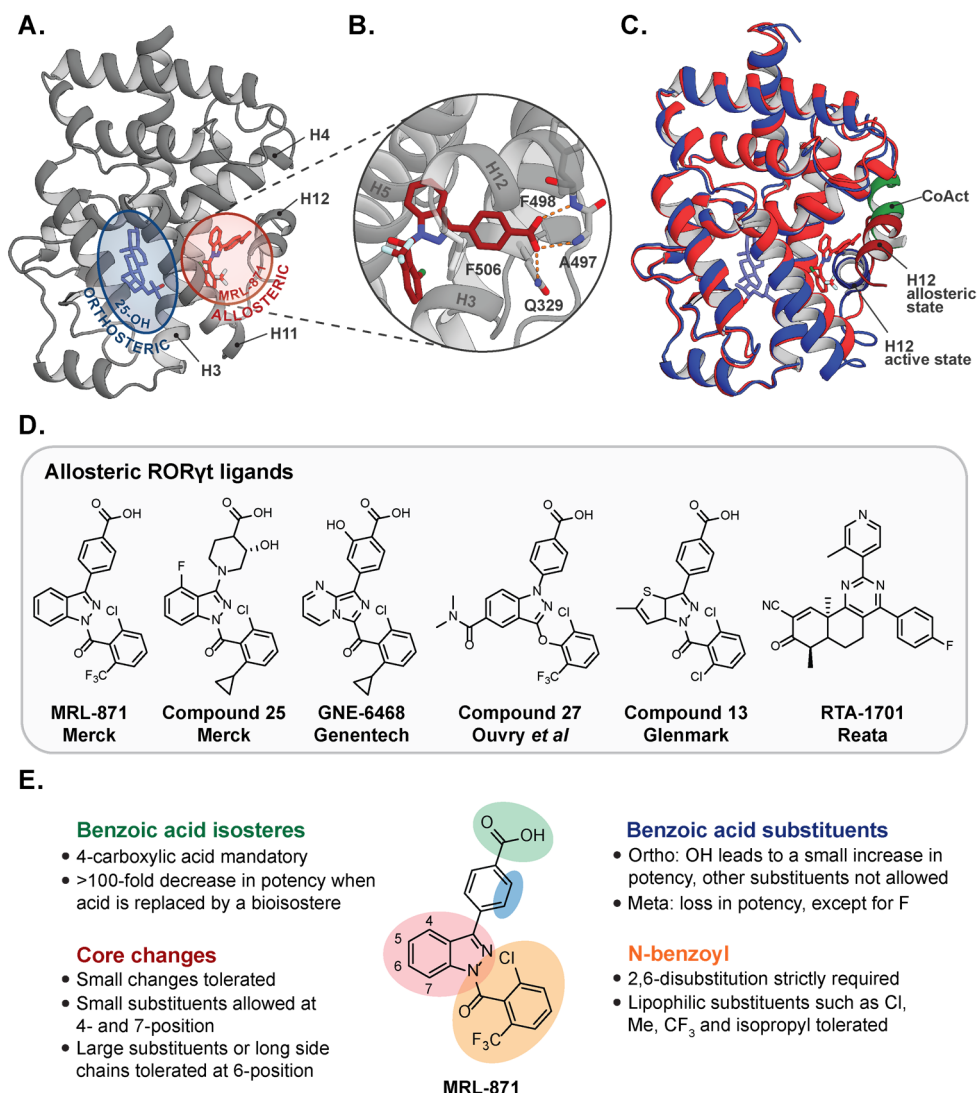 A.
H4
H12
MRL-871
ALLOSTERIC
25-OH
ORTHOSTERIC
H11
H3
B.
H5
H12
F498
F506
A497
H3
Q329
C.
CoAct
H12
allosteric
state
H12
active state
D.
Allosteric RORγt ligands
O
OH
N
N
Cl
O
F3C
MRL-871
Merck
O
OH
OH
F
N
N
N
Cl
O
Compound 25
Merck
O
HO
OH
N
N
N
Cl
O
GNE-6468
Genentech
O
OH
N
N
N
O
O
Cl
F3C
Compound 27
Ouvry et al
O
OH
S
N
N
Cl
O
Cl
Compound 13
Glenmark
N
N
N
NC
O
F
RTA-1701
Reata
E.
Benzoic acid isosteres
• 4-carboxylic acid mandatory
• >100-fold decrease in potency when
acid is replaced by a bioisostere
Core changes
• Small changes tolerated
• Small substituents allowed at
4- and 7-position
• Large substituents or long side
chains tolerated at 6-position
O
OH
4
5
6
7
N
N
Cl
O
F3C
MRL-871
Benzoic acid substituents
• Ortho: OH leads to a small increase in
potency, other substituents not allowed
• Meta: loss in potency, except for F
N-benzoyl
• 2,6-disubstitution strictly required
• Lipophilic substituents such as Cl,
Me, CF3 and isopropyl tolerated